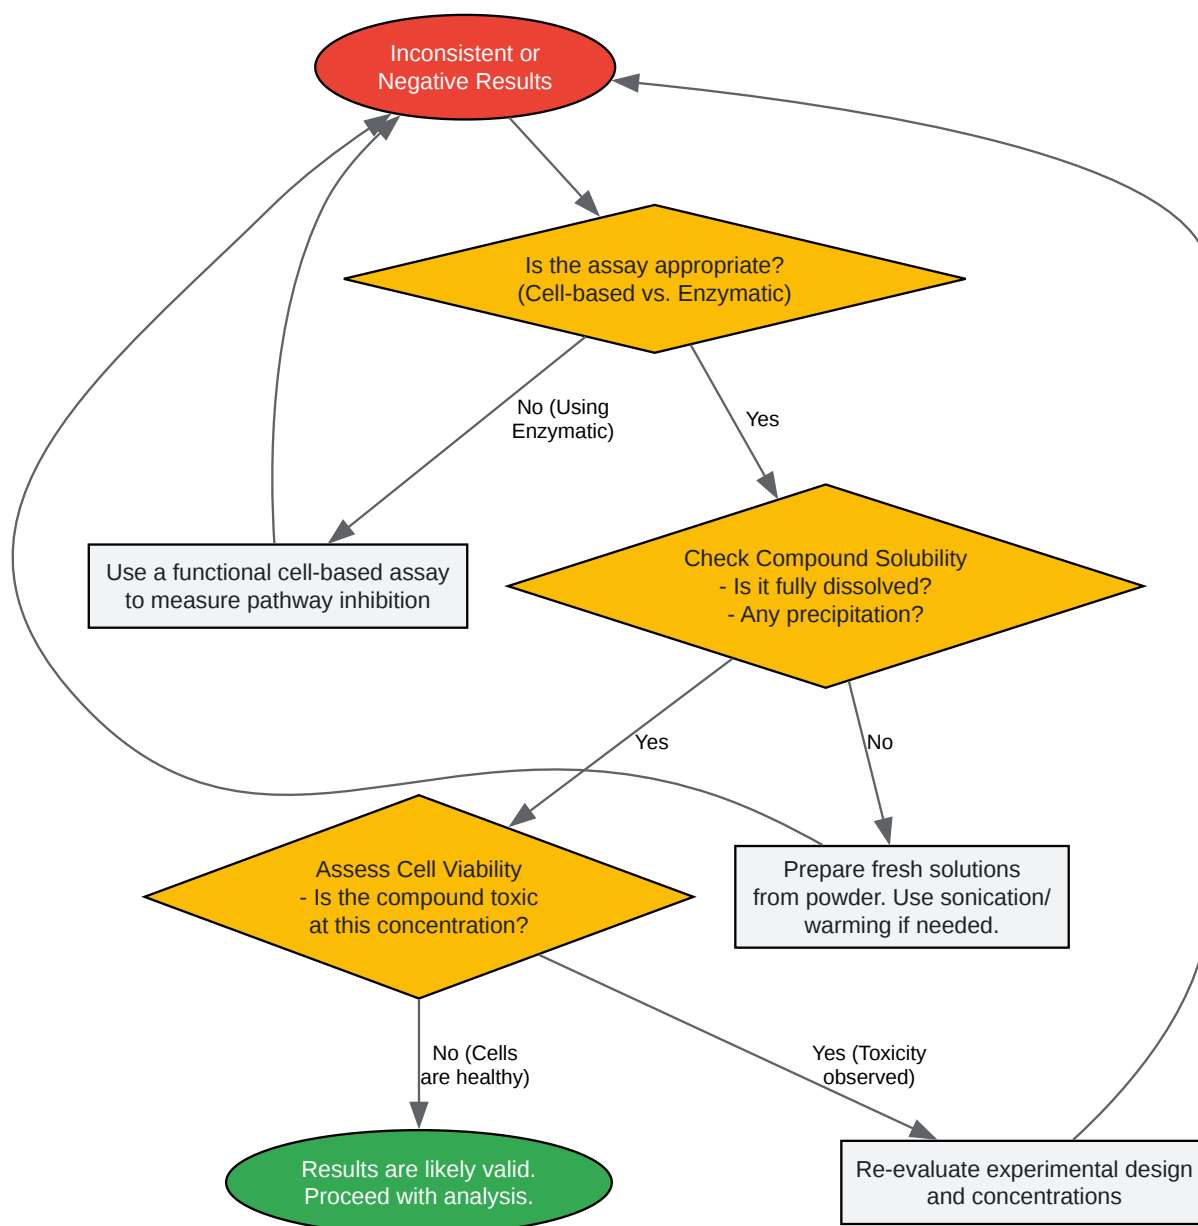 Inconsistent or
Negative Results
Is the assay appropriate?
(Cell-based vs. Enzymatic)
No (Using
Enzymatic)
Yes
Check Compound Solubility
- Is it fully dissolved?
- Any precipitation?
Use a functional cell-based assay
to measure pathway inhibition
Yes
No
Assess Cell Viability
- Is the compound toxic
at this concentration?
Prepare fresh solutions
from powder. Use sonication/
warming if needed.
No (Cells
are healthy)
Yes (Toxicity
observed)
Results are likely valid.
Proceed with analysis.
Re-evaluate experimental design
and concentrations